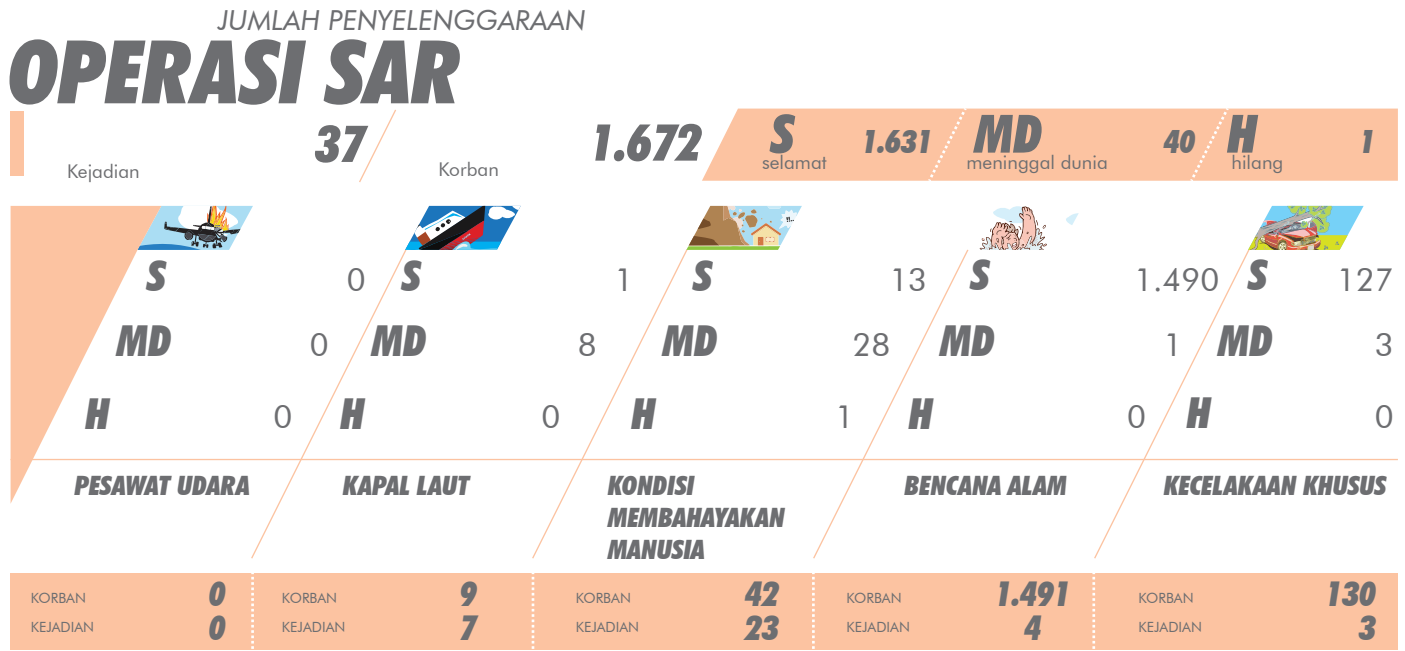 JUMLAH PENYELENGGARAAN
OPERASI SAR
Kejadian 37
Korban 1.672
S selamat 1.631
MD meninggal dunia 40
H hilang 1
!!..
S 0 S 1 S 13 S 1.490 S 127
MD 0 MD 8 MD 28 MD 1 MD 3
H 0 H 0 H 1 H 0 H 0
PESAWAT UDARA
KAPAL LAUT
KONDISI
MEMBAHAYAKAN
MANUSIA
BENCANA ALAM
KECELAKAAN KHUSUS
KORBAN 0 KORBAN 9 KORBAN 42 KORBAN 1.491 KORBAN 130
KEJADIAN 0 KEJADIAN 7 KEJADIAN 23 KEJADIAN 4 KEJADIAN 3